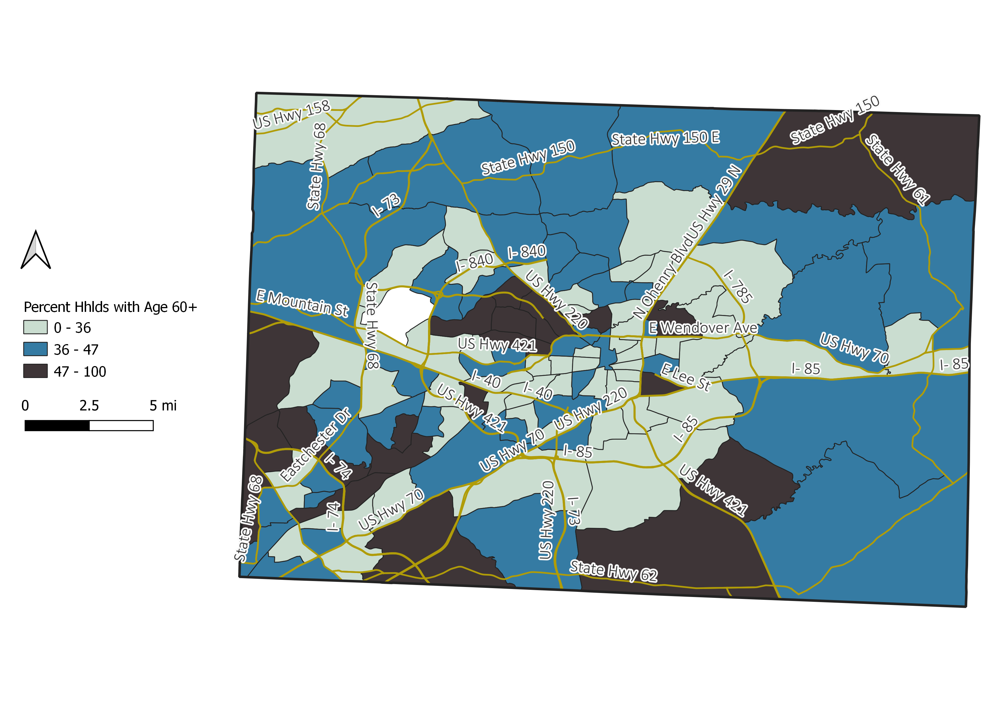 Percent Hhlds with Age 60+
0 - 36
36 - 47
47 - 100
0 2.5 5 mi
US Hwy 158
State Hwy 68
State Hwy 150
State Hwy 150
State Hwy 150 E
State Hwy 61
US Hwy 29 N
I- 73
I- 840
I- 840
N Ohenry Blvd
I- 785
US Hwy 220
E Mountain St
State Hwy 68
E Wendover Ave
US Hwy 421
US Hwy 70
I- 85
I- 85
E Lee St
I- 40
I- 40
US Hwy 421
US Hwy 220
Eastchester Dr
I- 85
US Hwy 70
I- 85
I- 74
State Hwy 68
US Hwy 421
US Hwy 70
I- 74
US Hwy 220
I- 73
State Hwy 62